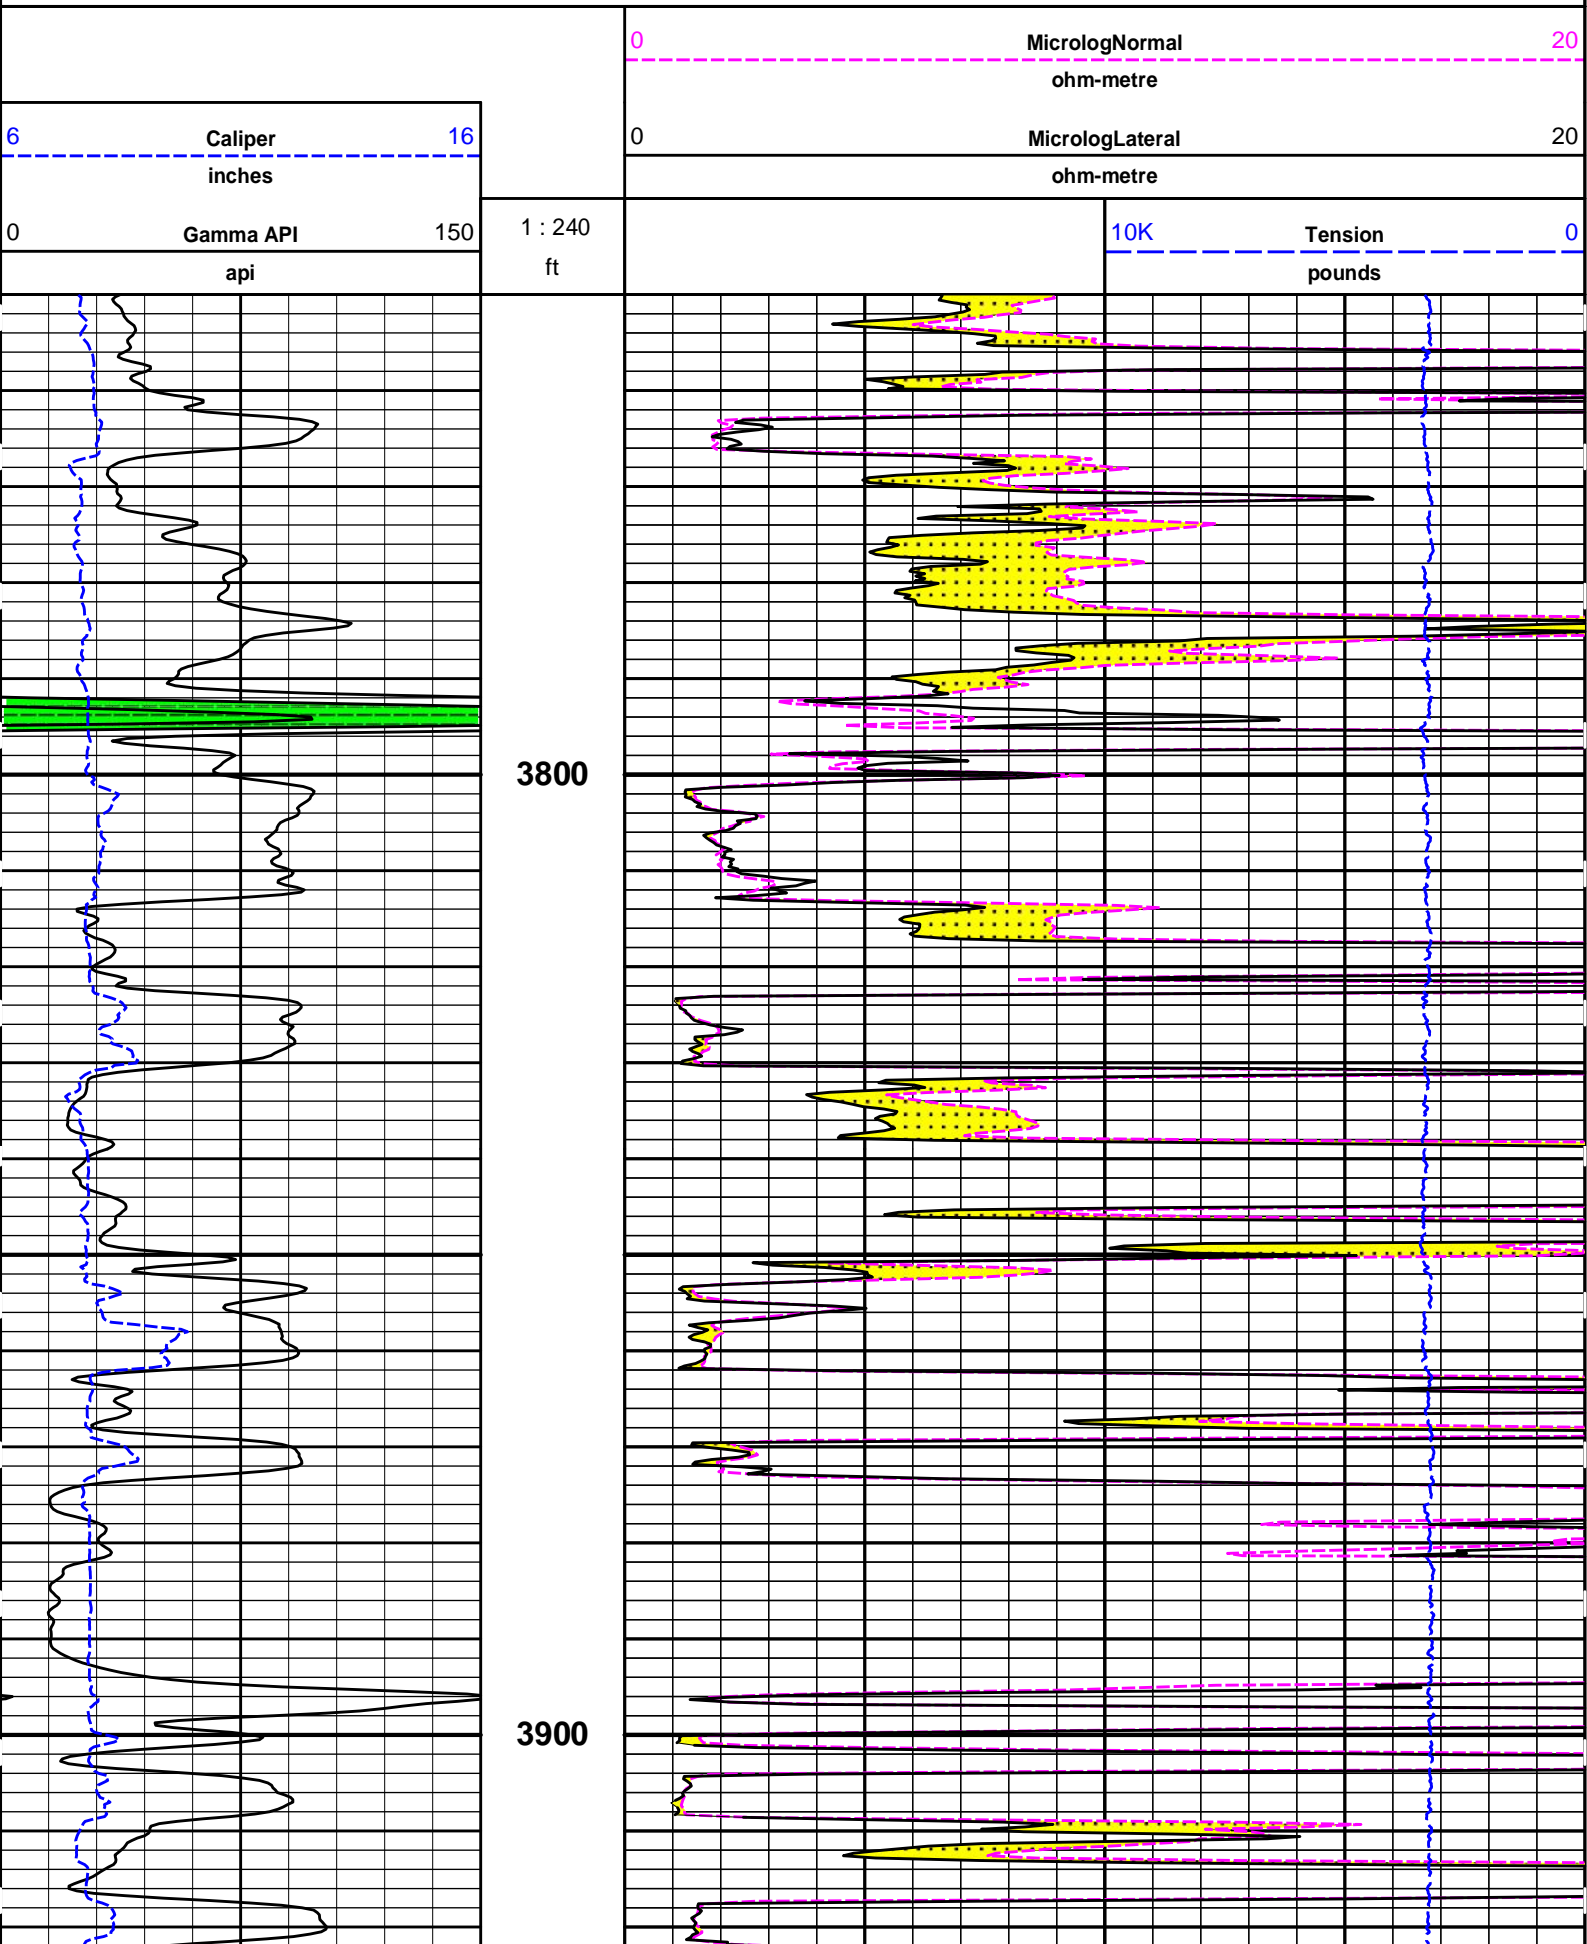 0 MicrologNormal 20
ohm-metre
6 Caliper 16
0 MicrologLateral 20
inches
ohm-metre
0 Gamma API 150
1 : 240
10K Tension 0
api
ft
pounds
3800
3900